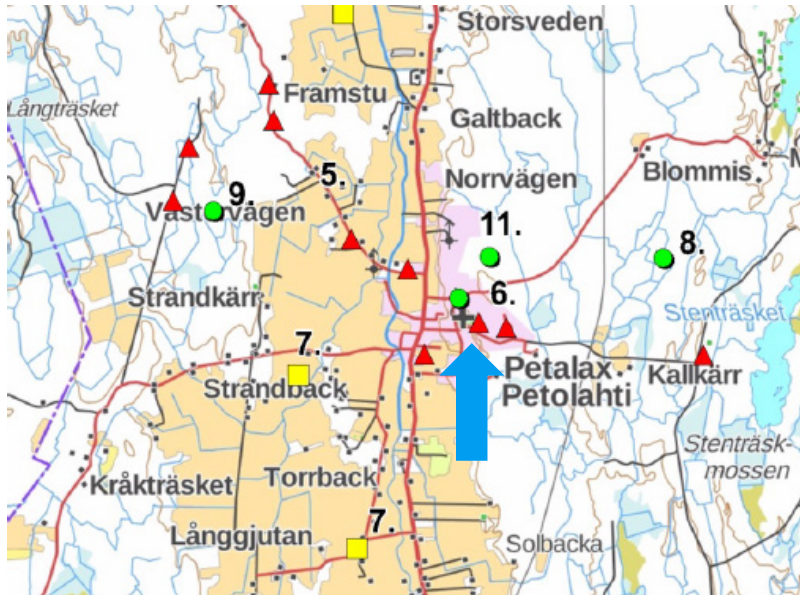 Storsveden
Långträsket
Framstu
Galtback
5.
Norrvägen
Blommis
M
9.
Västervägen
11.
8.
Strandkärr
6.
Stenträsket
7.
Strandback
Petalax
Petolahti
Kallkärr
Stenträsk-
mossen
Kråkträsket
Torrback
7.
Långgjutan
Solbacka